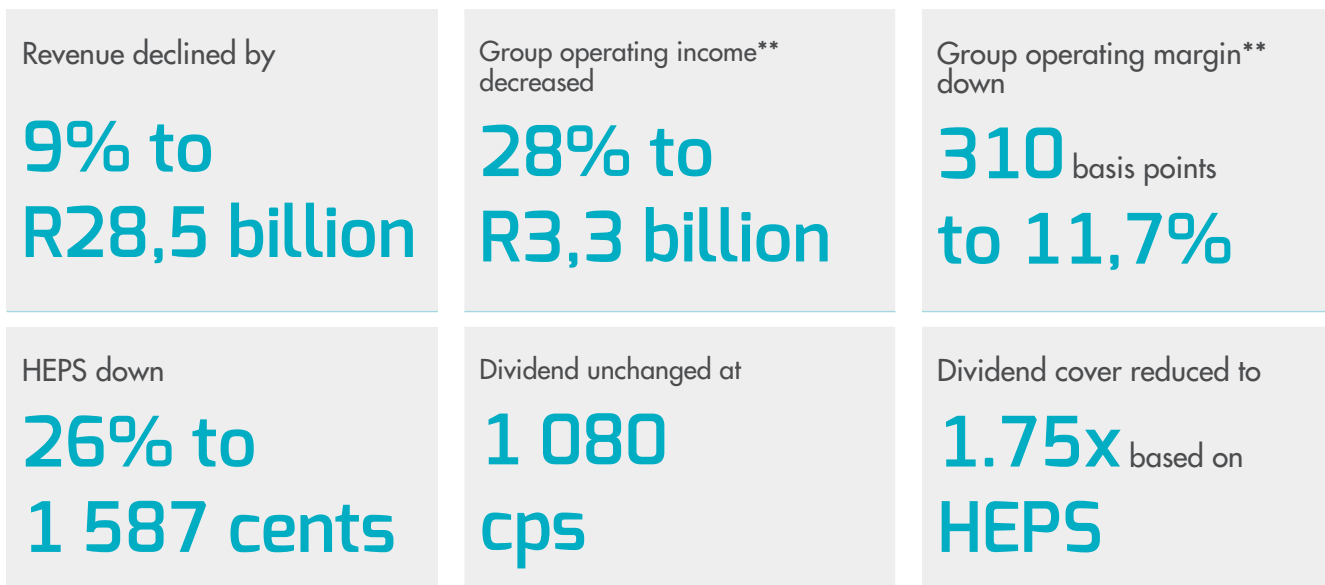 Revenue declined by
9% to
R28,5 billion
Group operating income**
decreased
28% to
R3,3 billion
Group operating margin**
down
310 basis points
to 11,7%
HEPS down
26% to
1 587 cents
Dividend unchanged at
1 080
cps
Dividend cover reduced to
1.75x based on
HEPS